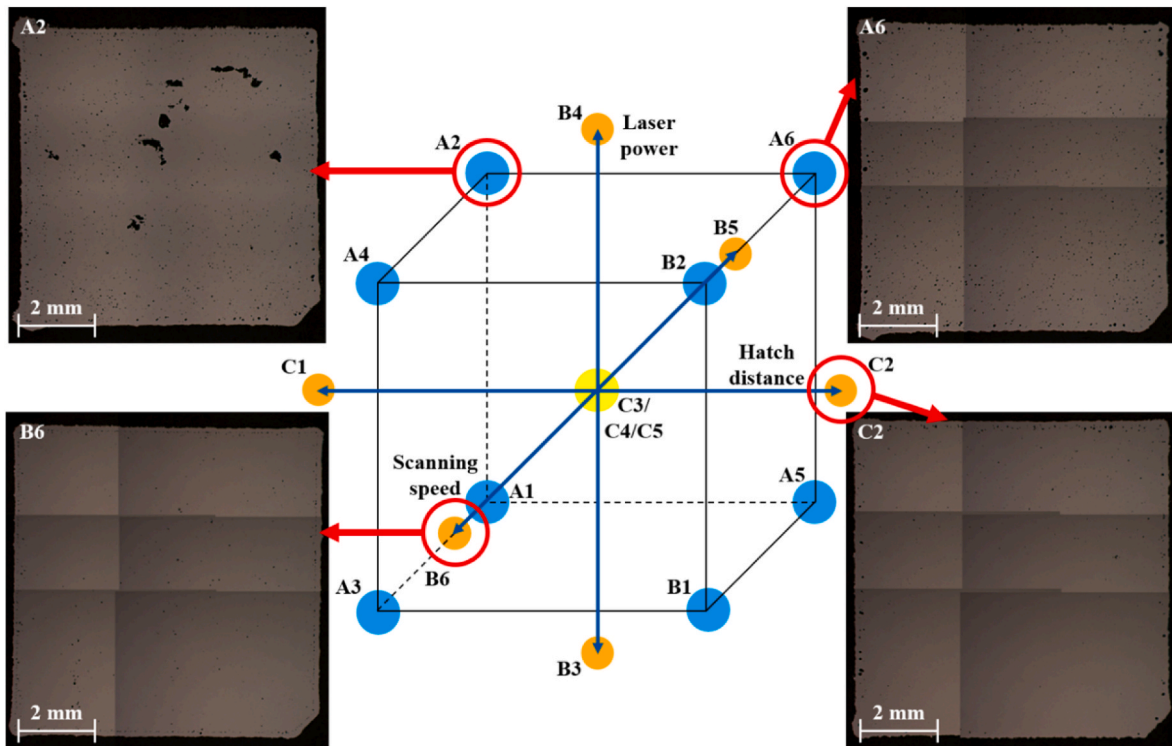 A2
2 mm
B4
Laser
power
A2
A6
A6
2 mm
B5
A4
B2
C1
Hatch
distance
C2
C3/
C4/C5
B6
2 mm
Scanning
speed
A1
A5
B6
A3
B1
B3
C2
2 mm